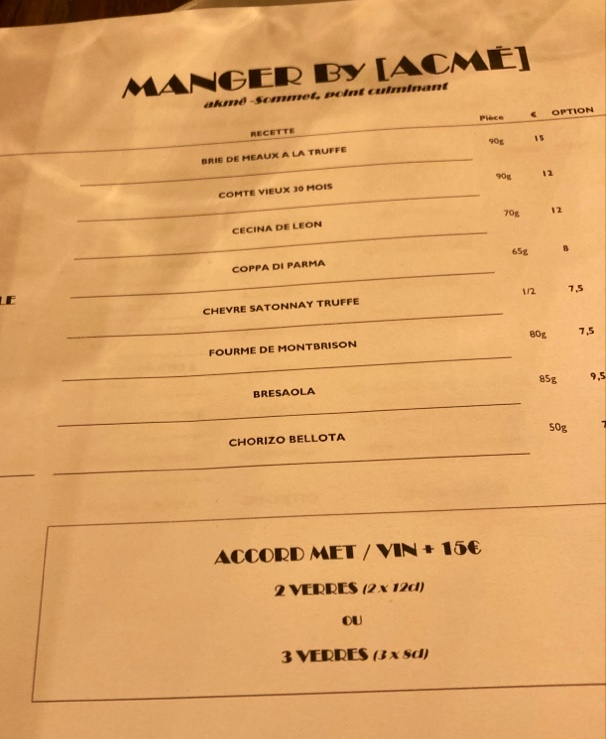 MANGER BY [ACMÉ]
akmê -Sommet, point culminant
RECETTE Pièce € OPTION
BRIE DE MEAUX A LA TRUFFE 90g 15
COMTE VIEUX 30 MOIS 90g 12
CECINA DE LEON 70g 12
COPPA DI PARMA 65g 8
LE
CHEVRE SATONNAY TRUFFE 1/2 7,5
FOURME DE MONTBRISON 80g 7,5
BRESAOLA 85g 9,5
CHORIZO BELLOTA 50g
ACCORD MET / VIN + 15€
2 VERRES (2 x 12cl)
OU
3 VERRES (3 x 8cl)